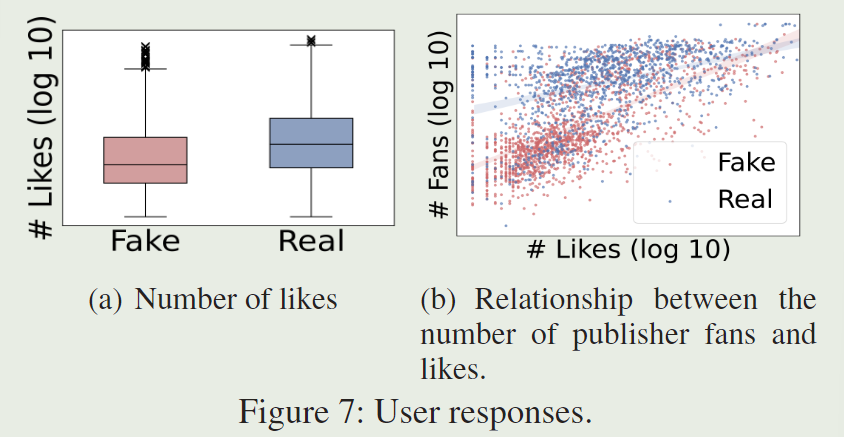 # Likes (log 10)
Fake
Real
(a) Number of likes
# Fans (log 10)
Fake
Real
# Likes (log 10)
(b) Relationship between the
number of publisher fans and
likes.
Figure 7: User responses.